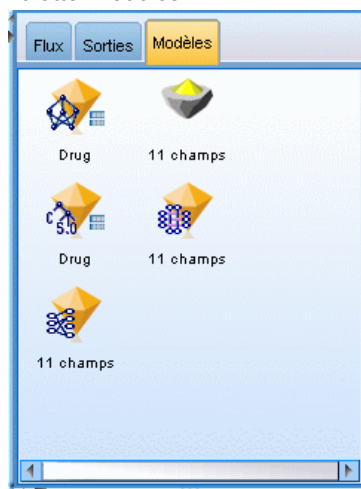 Flux Sorties Modèles
Drug 11 champs
C 5.0
Drug 11 champs
11 champs